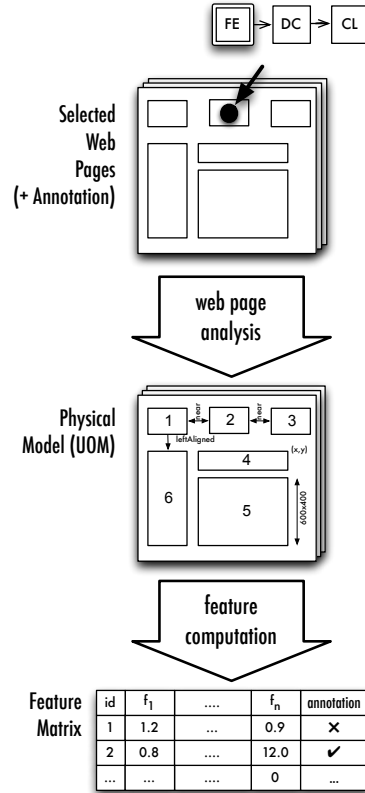 FE DC CL
Selected
Web
Pages
(+ Annotation)
web page
analysis
Physical
Model (UOM)
1 near 2 near 3
leftAligned
(x,y)
4
6 5 600x400
feature
computation
Feature
Matrix
id f1 .... fn annotation
1 1.2 ... 0.9 ✕
2 0.8 .... 12.0 ✔
... ... .... 0 ...